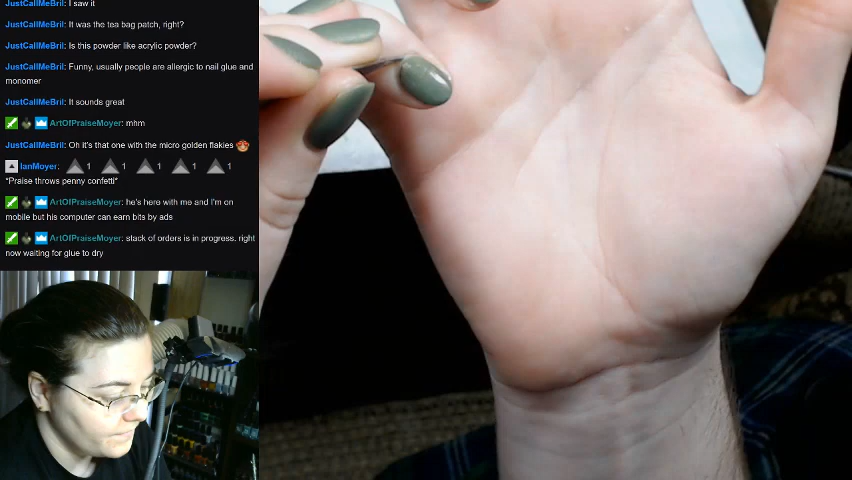 JustCallMeBril: I saw it
JustCallMeBril: It was the tea bag patch, right?
JustCallMeBril: Is this powder like acrylic powder?
JustCallMeBril: Funny, usually people are allergic to nail glue and
monomer
JustCallMeBril: It sounds great
ArtOfPraiseMoyer: mhm
JustCallMeBril: Oh it's that one with the micro golden flakies
IanMoyer: 1 1 1 1 1
*Praise throws penny confetti*
ArtOfPraiseMoyer: he's here with me and I'm on
mobile but his computer can earn bits by ads
ArtOfPraiseMoyer: stack of orders is in progress. right
now waiting for glue to dry